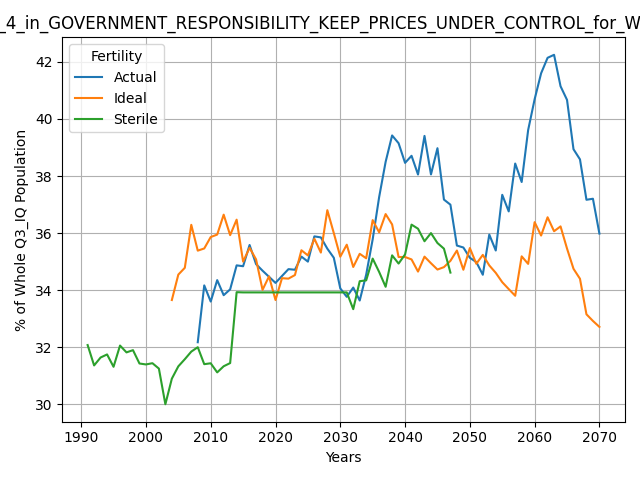 _4_in_GOVERNMENT_RESPONSIBILITY_KEEP_PRICES_UNDER_CONTROL_for_W
Fertility
Actual
Ideal
Sterile
% of Whole Q3_IQ Population
42
40
38
36
34
32
30
1990 2000 2010 2020 2030 2040 2050 2060 2070
Years